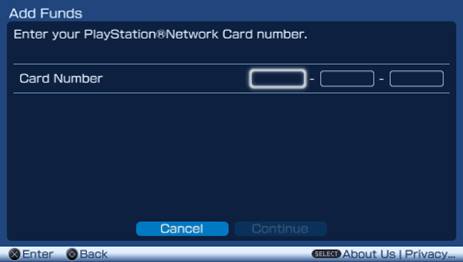 Add Funds
Enter your PlayStation®Network Card number.
Card Number - -
Cancel Continue
Enter Back SELECT About Us | Privacy...